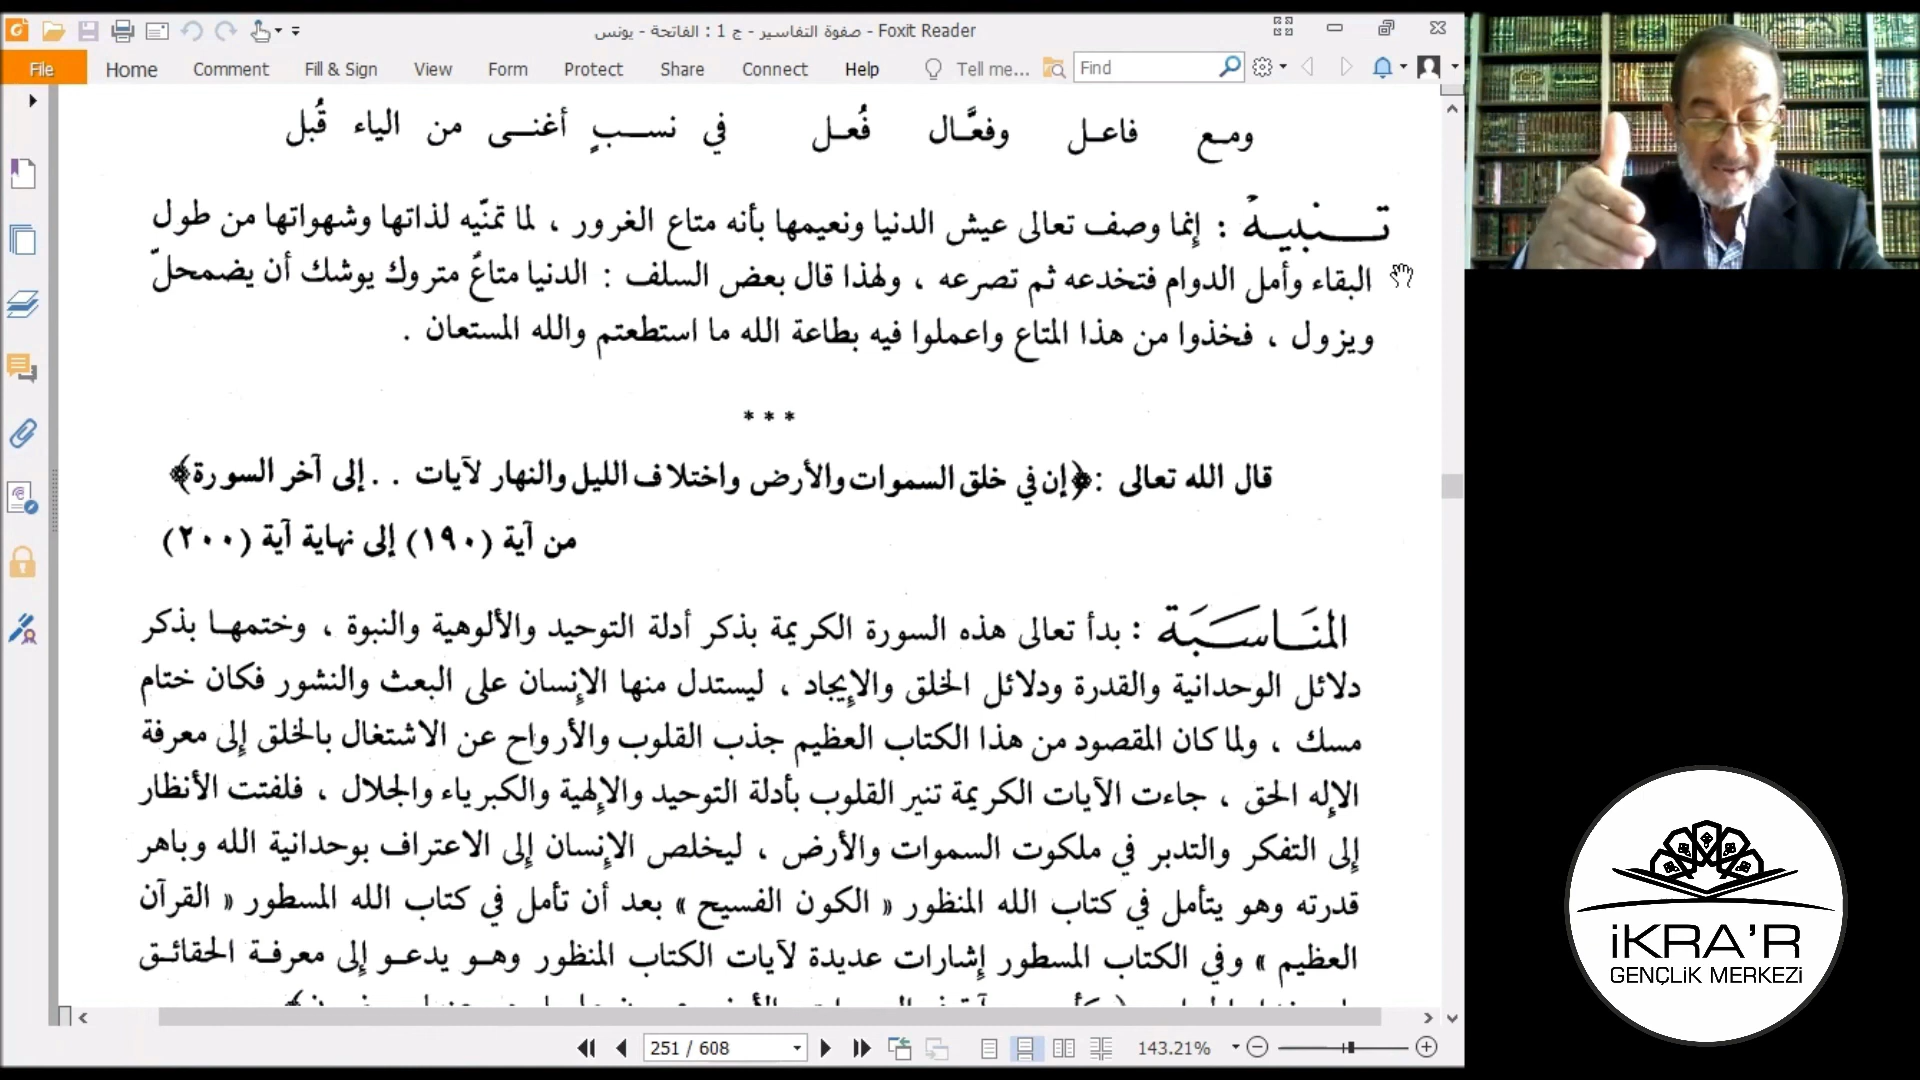 صفوة التفاسير - ج 1 : الفاتحة - يونس - Foxit Reader
File Home Comment Fill & Sign View Form Protect Share Connect Help Tell me... Find
ومع فاعل وفعَّال فُعل في نسبٍ أغنى من الياء قُبل
تنبيه : إنما وصف تعالى عيش الدنيا ونعيمها بأنه متاع الغرور ، لما تمنّيه لذاتها وشهواتها من طول
البقاء وأمل الدوام فتخدعه ثم تصرعه ، ولهذا قال بعض السلف : الدنيا متاعٌ متروك يوشك أن يضمحلّ
ويزول ، فخذوا من هذا المتاع واعملوا فيه بطاعة الله ما استطعتم والله المستعان .
* * *
قال الله تعالى : ﴿إن في خلق السموات والأرض واختلاف الليل والنهار لآيات . . إلى آخر السورة﴾
من آية (١٩٠) إلى نهاية آية (٢٠٠)
المنَاسَبَة : بدأ تعالى هذه السورة الكريمة بذكر أدلة التوحيد والألوهية والنبوة ، وختمها بذكر
دلائل الوحدانية والقدرة ودلائل الخلق والإيجاد ، ليستدل منها الإنسان على البعث والنشور فكان ختام
مسك ، ولما كان المقصود من هذا الكتاب العظيم جذب القلوب والأرواح عن الاشتغال بالخلق إلى معرفة
الإله الحق ، جاءت الآيات الكريمة تنير القلوب بأدلة التوحيد والإلهية والكبرياء والجلال ، فلفتت الأنظار
إلى التفكر والتدبر في ملكوت السموات والأرض ، ليخلص الإنسان إلى الاعتراف بوحدانية الله وباهر
قدرته وهو يتأمل في كتاب الله المنظور « الكون الفسيح » بعد أن تأمل في كتاب الله المسطور « القرآن
العظيم » وفي الكتاب المسطور إشارات عديدة لآيات الكتاب المنظور وهو يدعو إلى معرفة الحقائق
251 / 608 143.21%
iKRA'R
GENÇLiK MERKEZi